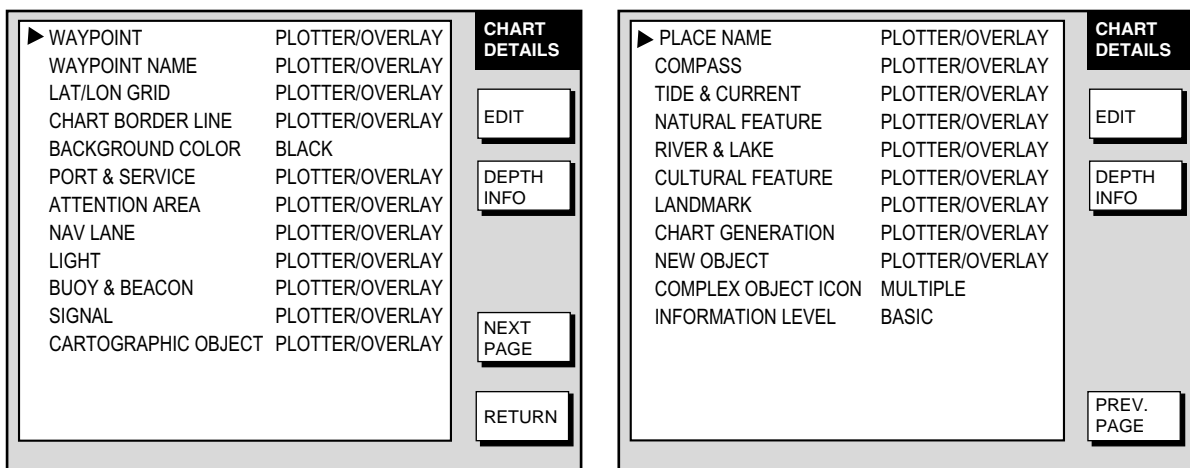 WAYPOINT PLOTTER/OVERLAY
WAYPOINT NAME PLOTTER/OVERLAY
LAT/LON GRID PLOTTER/OVERLAY
CHART BORDER LINE PLOTTER/OVERLAY
BACKGROUND COLOR BLACK
PORT & SERVICE PLOTTER/OVERLAY
ATTENTION AREA PLOTTER/OVERLAY
NAV LANE PLOTTER/OVERLAY
LIGHT PLOTTER/OVERLAY
BUOY & BEACON PLOTTER/OVERLAY
SIGNAL PLOTTER/OVERLAY
CARTOGRAPHIC OBJECT PLOTTER/OVERLAY
CHART
DETAILS
EDIT
DEPTH
INFO
NEXT
PAGE
RETURN
PLACE NAME PLOTTER/OVERLAY
COMPASS PLOTTER/OVERLAY
TIDE & CURRENT PLOTTER/OVERLAY
NATURAL FEATURE PLOTTER/OVERLAY
RIVER & LAKE PLOTTER/OVERLAY
CULTURAL FEATURE PLOTTER/OVERLAY
LANDMARK PLOTTER/OVERLAY
CHART GENERATION PLOTTER/OVERLAY
NEW OBJECT PLOTTER/OVERLAY
COMPLEX OBJECT ICON MULTIPLE
INFORMATION LEVEL BASIC
CHART
DETAILS
EDIT
DEPTH
INFO
PREV.
PAGE